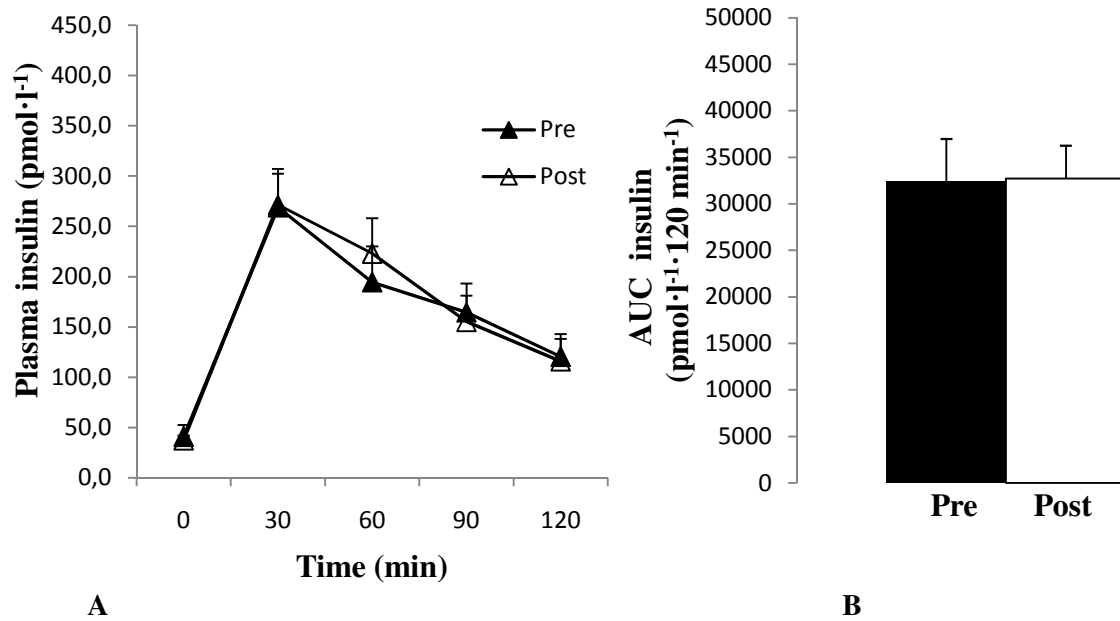 Plasma insulin (pmol·l⁻¹)
450,0
400,0
350,0
300,0
250,0
200,0
150,0
100,0
50,0
0,0
Pre
Post
0 30 60 90 120
Time (min)
A
AUC insulin
(pmol·l⁻¹·120 min⁻¹)
50000
45000
40000
35000
30000
25000
20000
15000
10000
5000
0
Pre Post
B